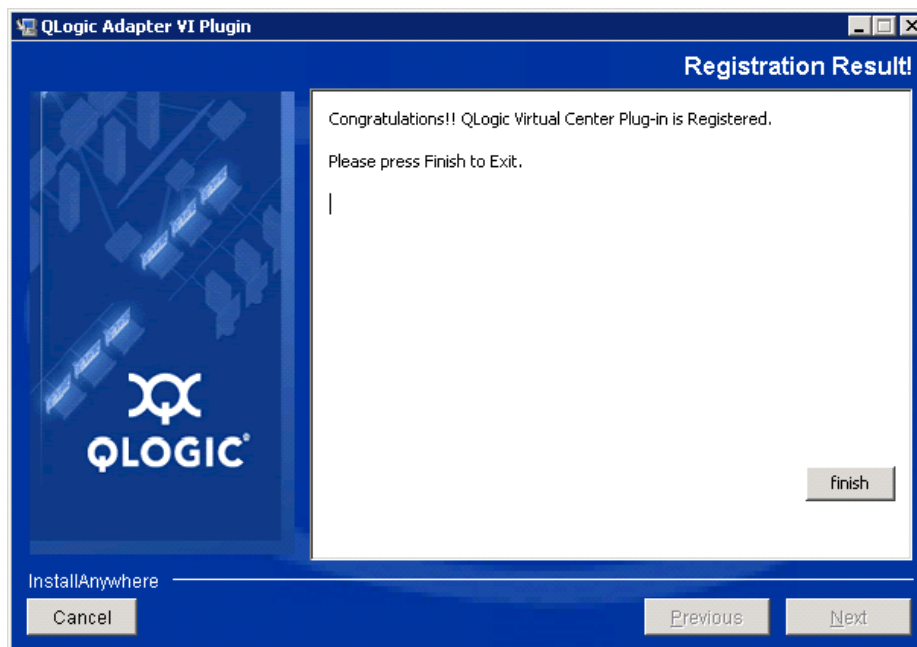 QLogic Adapter VI Plugin
Registration Result!
Congratulations!! QLogic Virtual Center Plug-in is Registered.
Please press Finish to Exit.
QLOGIC®
finish
InstallAnywhere
Cancel
Previous
Next